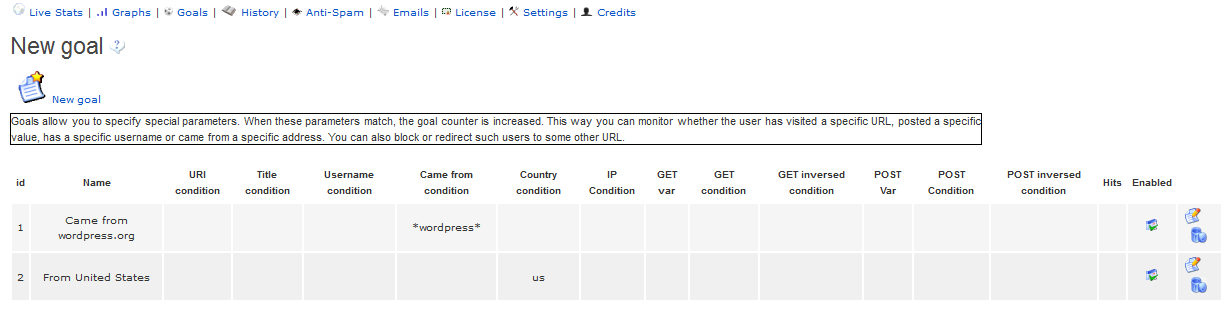 Live Stats | Graphs | Goals | History | Anti-Spam | Emails | License | Settings | Credits
New goal ?
New goal
Goals allow you to specify special parameters. When these parameters match, the goal counter is increased. This way you can monitor whether the user has visited a specific URL, posted a specific
value, has a specific username or came from a specific address. You can also block or redirect such users to some other URL.
id Name URI condition Title condition Username condition Came from condition Country condition IP Condition GET var GET condition GET inversed condition POST Var POST Condition POST inversed condition Hits Enabled
1 Came from wordpress.org *wordpress*
2 From United States us